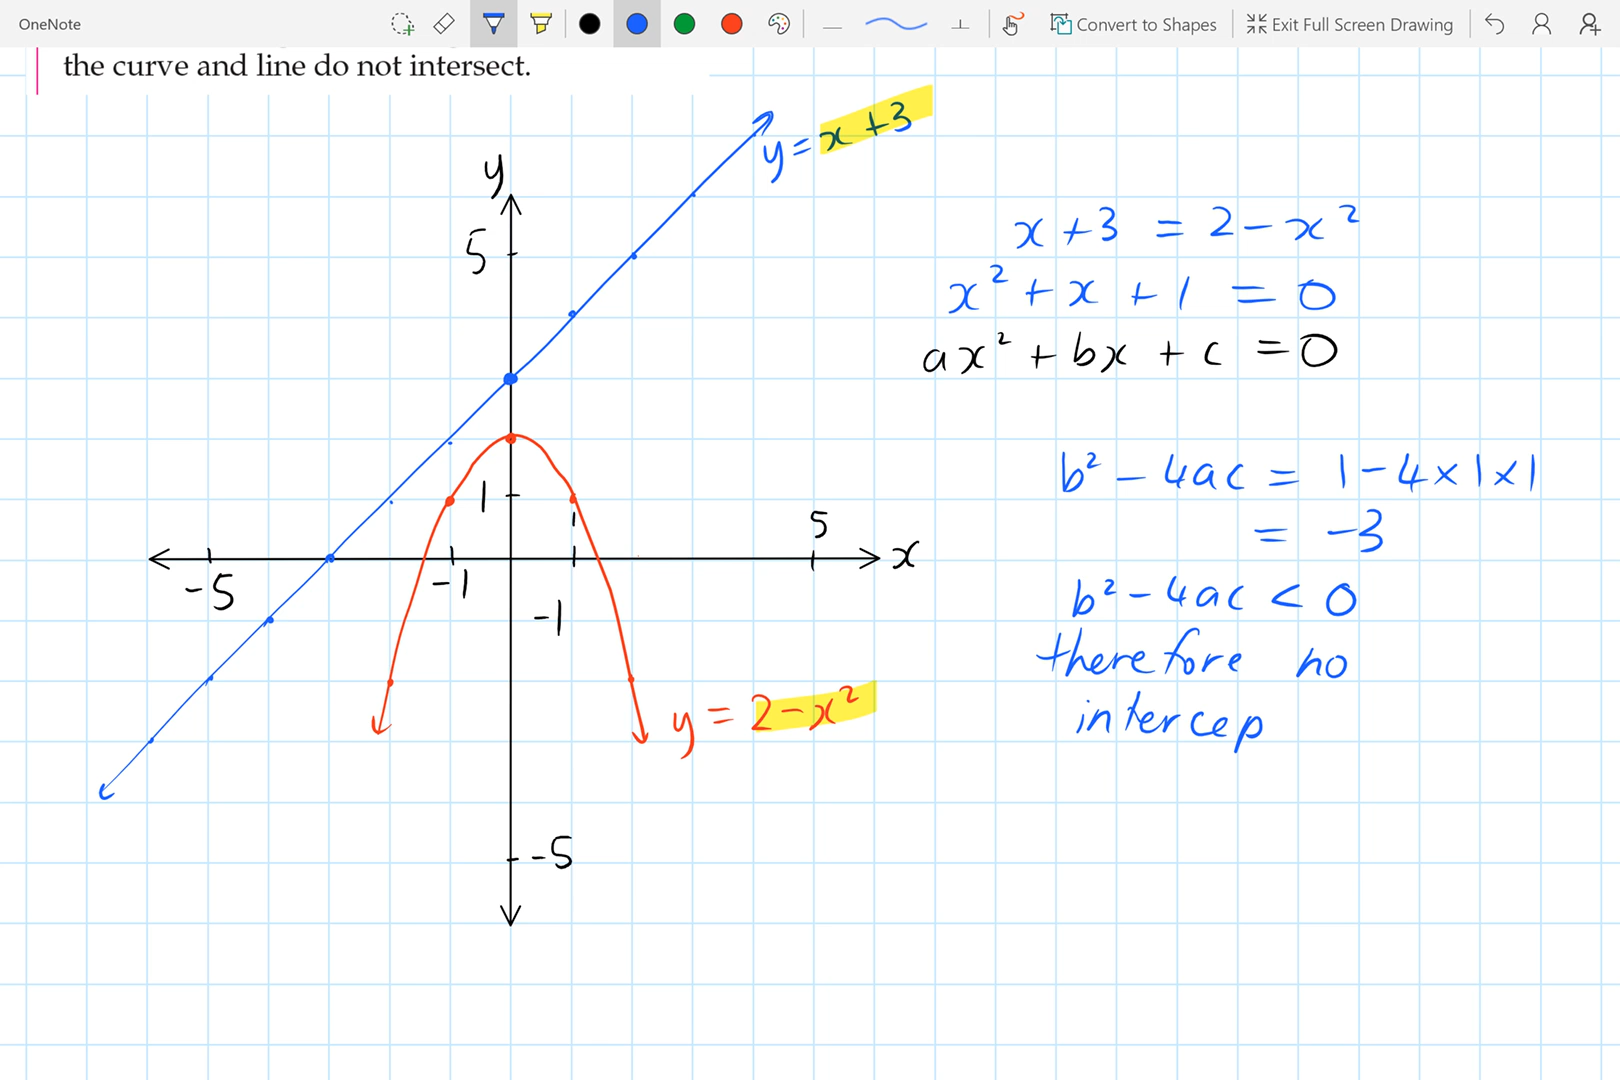 OneNote
Convert to Shapes
Exit Full Screen Drawing
the curve and line do not intersect.
y = x + 3
y
5
1
1
5
x
-5
-1
-1
y = 2 - x²
-5
x + 3 = 2 - x²
x² + x + 1 = 0
ax² + bx + c = 0
b² - 4ac = 1 - 4 × 1 × 1
= -3
b² - 4ac < 0
therefore no
intercep